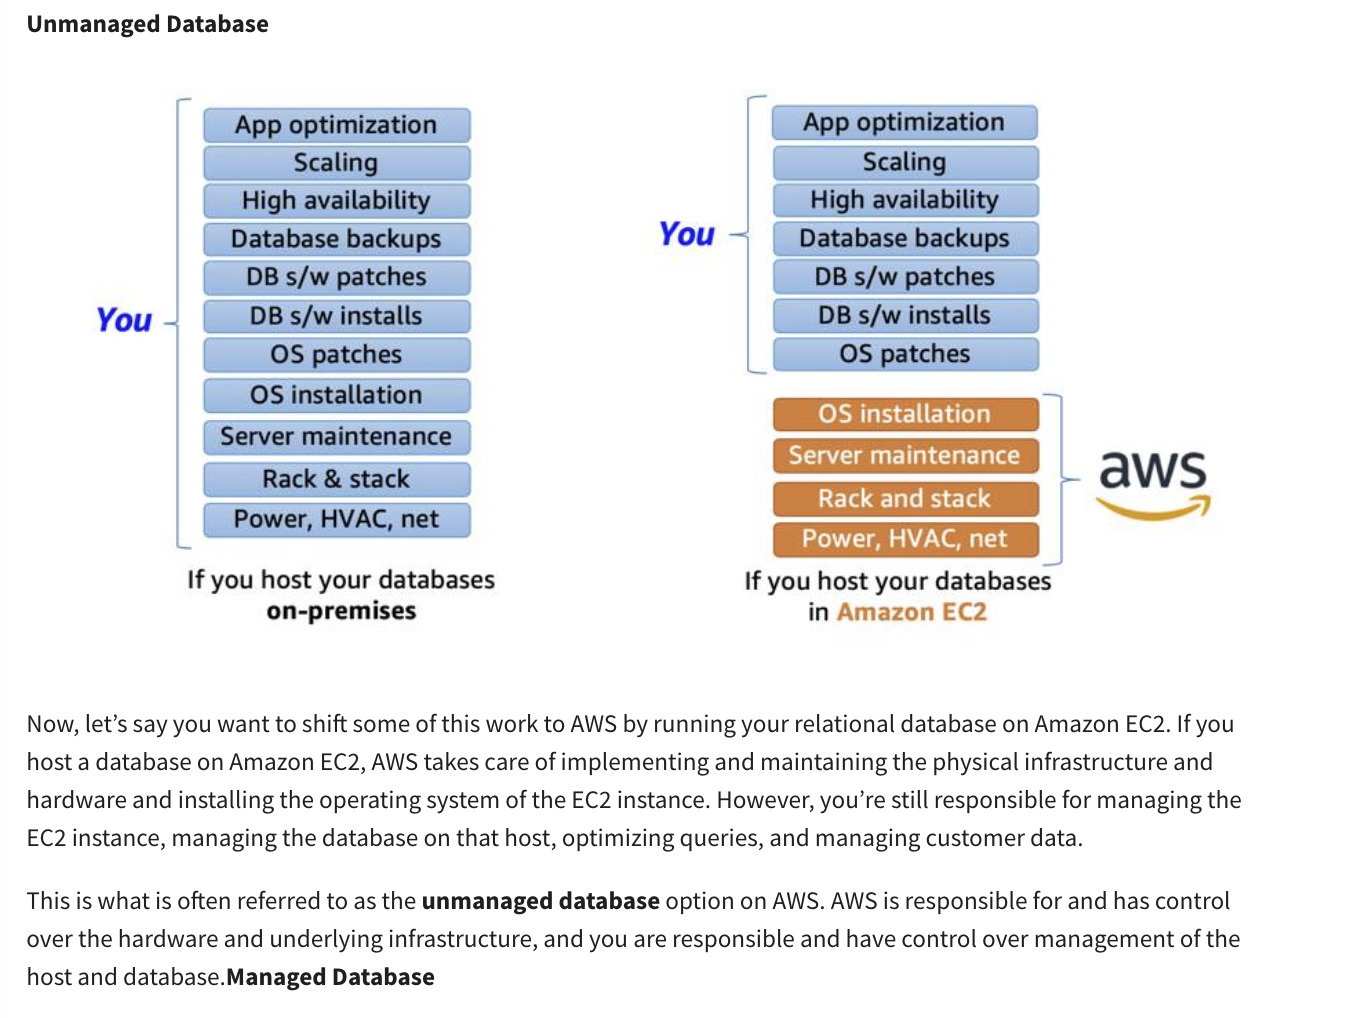 Unmanaged Database
You
App optimization
Scaling
High availability
Database backups
DB s/w patches
DB s/w installs
OS patches
OS installation
Server maintenance
Rack & stack
Power, HVAC, net
If you host your databases
on-premises
You
App optimization
Scaling
High availability
Database backups
DB s/w patches
DB s/w installs
OS patches
OS installation
Server maintenance
Rack and stack
Power, HVAC, net
aws
If you host your databases
in Amazon EC2
Now, let’s say you want to shift some of this work to AWS by running your relational database on Amazon EC2. If you
host a database on Amazon EC2, AWS takes care of implementing and maintaining the physical infrastructure and
hardware and installing the operating system of the EC2 instance. However, you’re still responsible for managing the
EC2 instance, managing the database on that host, optimizing queries, and managing customer data.
This is what is often referred to as the unmanaged database option on AWS. AWS is responsible for and has control
over the hardware and underlying infrastructure, and you are responsible and have control over management of the
host and database.Managed Database